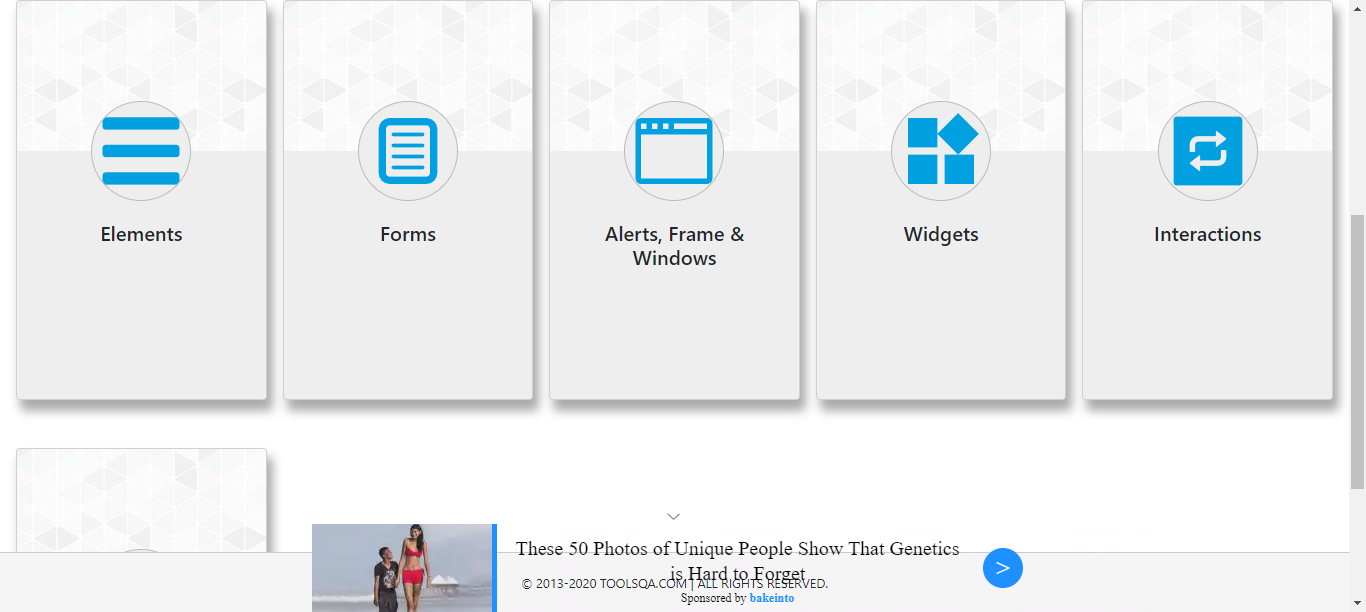 Elements
Forms
Alerts, Frame &
Windows
Widgets
Interactions
These 50 Photos of Unique People Show That Genetics
is Hard to Forget
© 2013-2020 TOOLSQA.COM | ALL RIGHTS RESERVED.
Sponsored by bakeinto